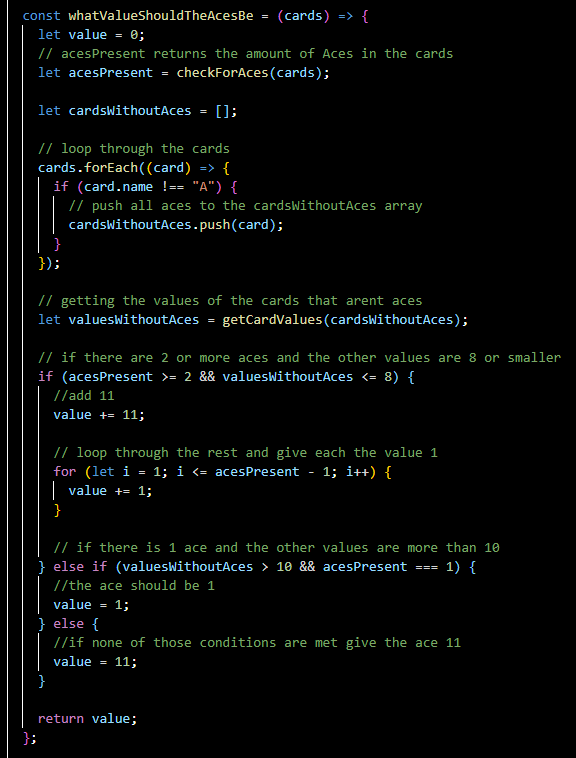 const whatValueShouldTheAcesBe = (cards) => {
  let value = 0;
  // acesPresent returns the amount of Aces in the cards
  let acesPresent = checkForAces(cards);

  let cardsWithoutAces = [];

  // loop through the cards
  cards.forEach((card) => {
    if (card.name !== "A") {
      // push all aces to the cardsWithoutAces array
      cardsWithoutAces.push(card);
    }
  });

  // getting the values of the cards that arent aces
  let valuesWithoutAces = getCardValues(cardsWithoutAces);

  // if there are 2 or more aces and the other values are 8 or smaller
  if (acesPresent >= 2 && valuesWithoutAces <= 8) {
    //add 11
    value += 11;

    // loop through the rest and give each the value 1
    for (let i = 1; i <= acesPresent - 1; i++) {
      value += 1;
    }

    // if there is 1 ace and the other values are more than 10
  } else if (valuesWithoutAces > 10 && acesPresent === 1) {
    //the ace should be 1
    value = 1;
  } else {
    //if none of those conditions are met give the ace 11
    value = 11;
  }

  return value;
};